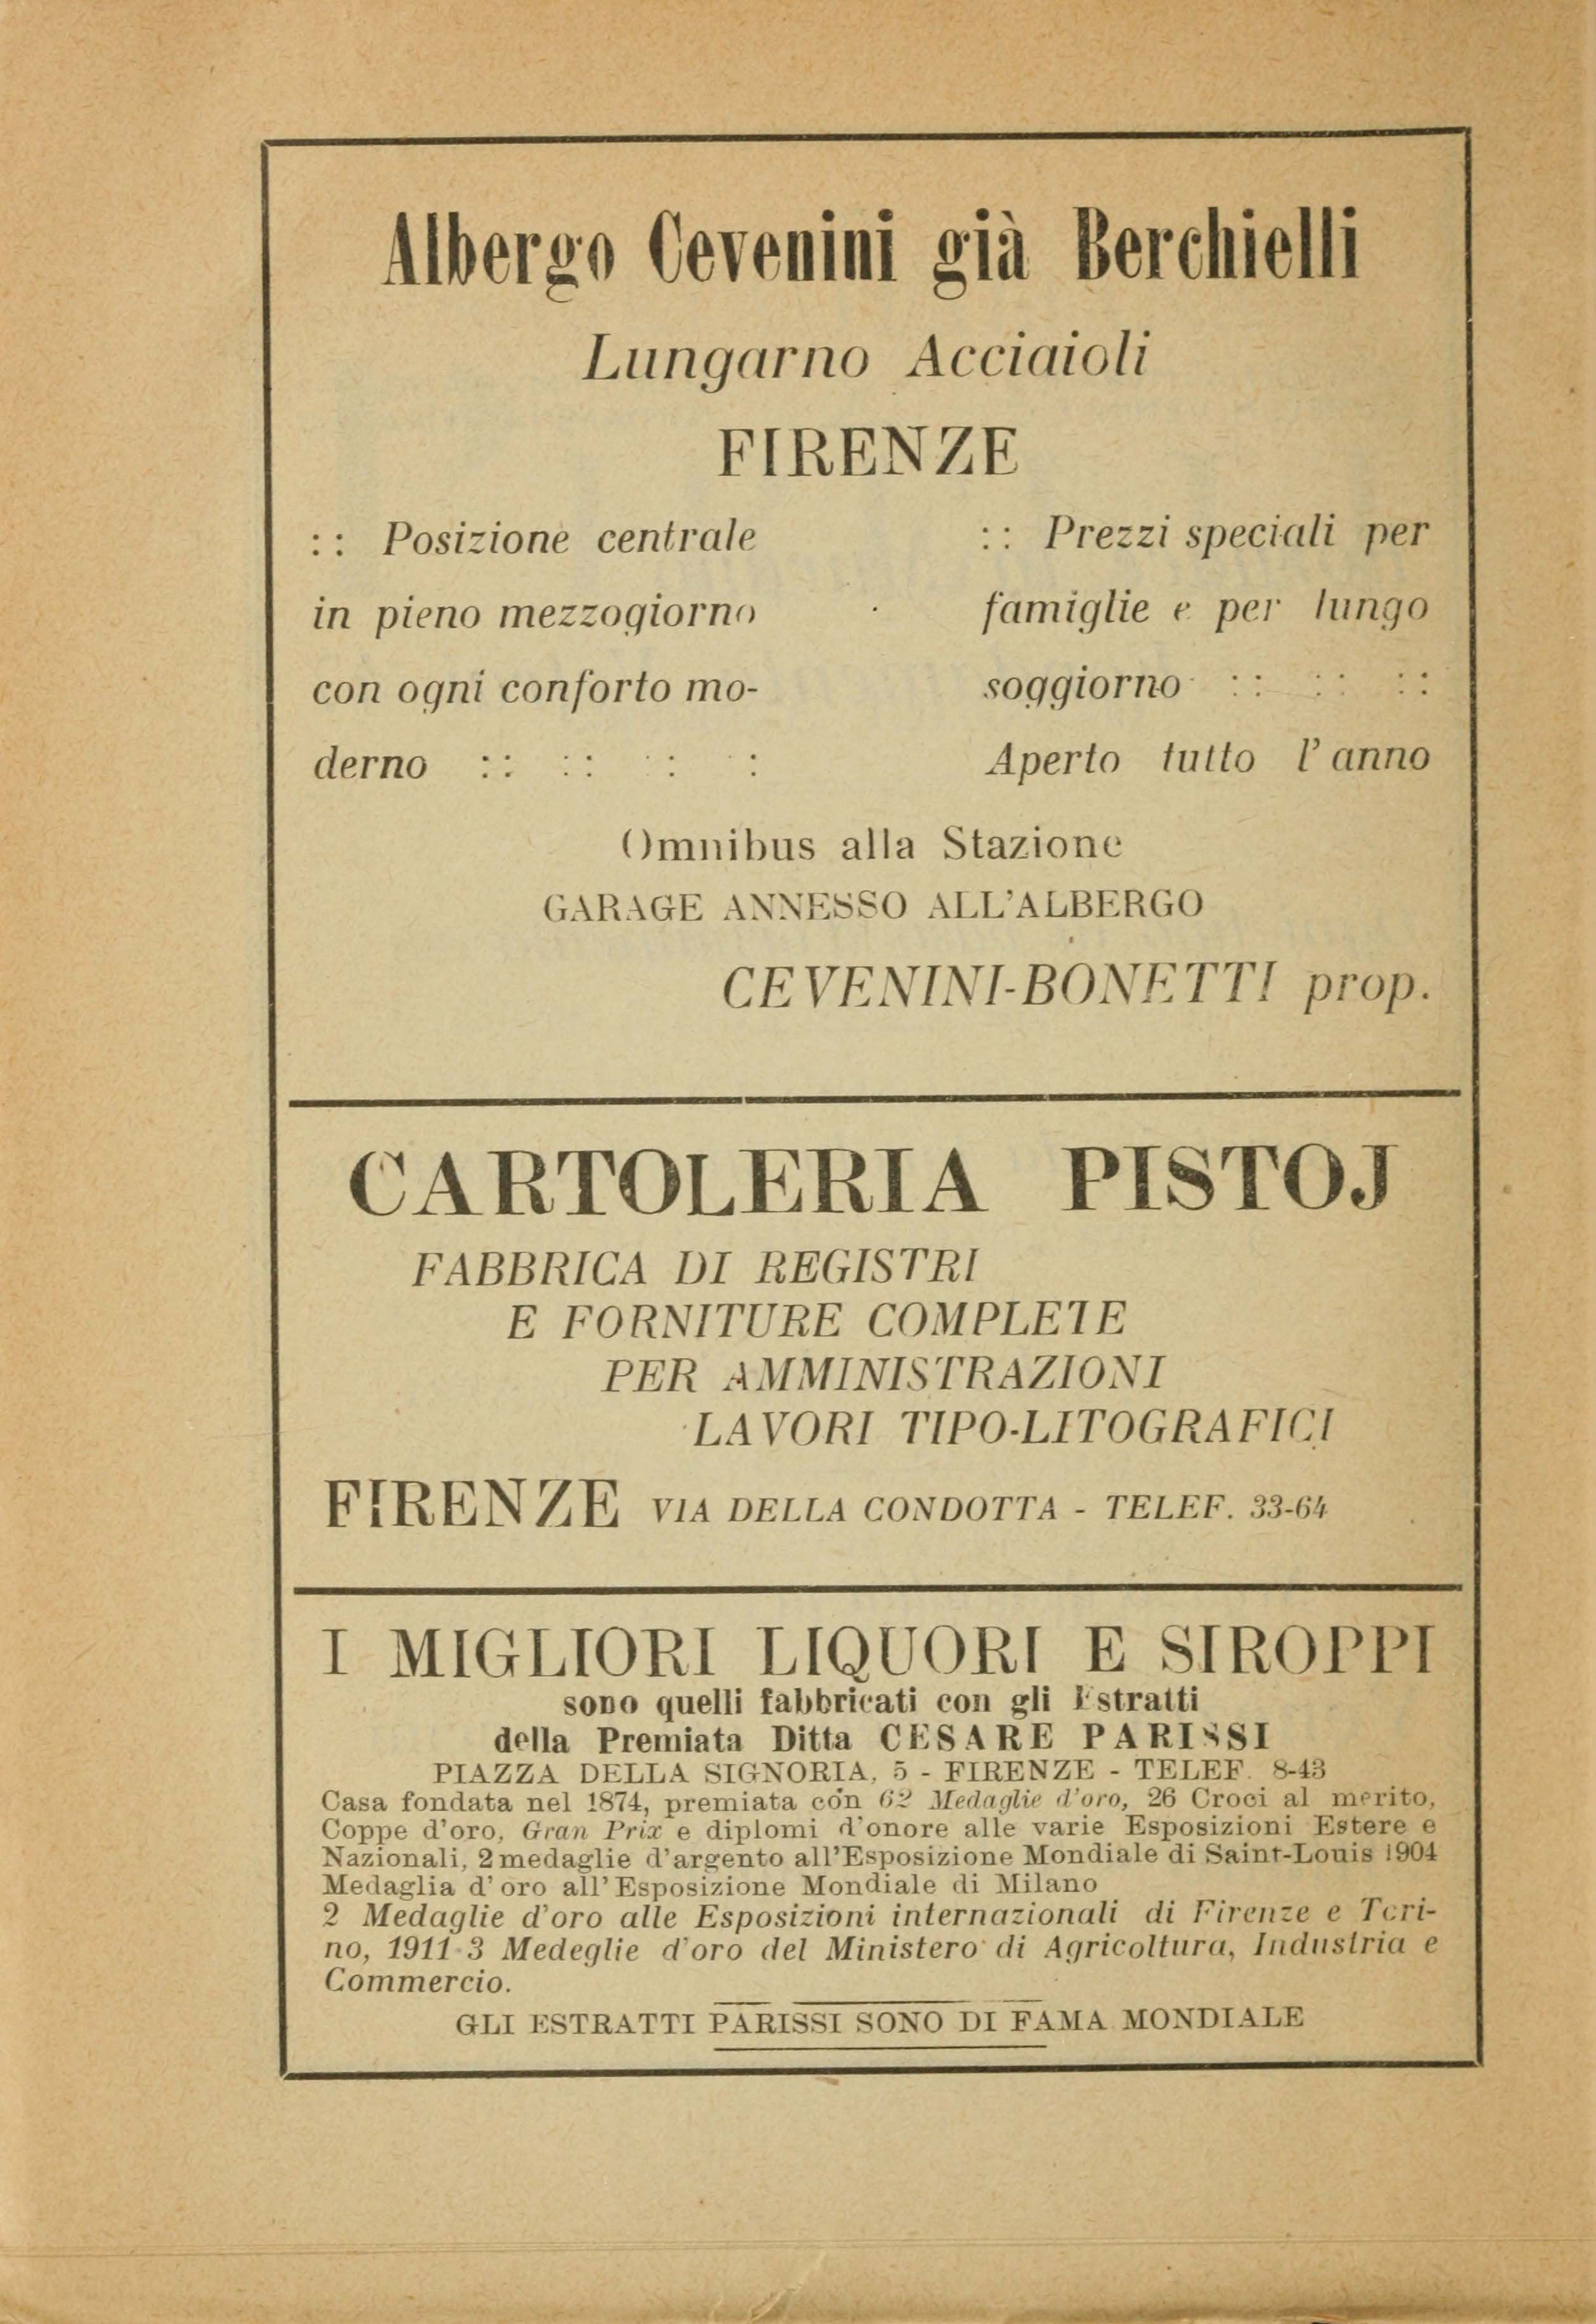 Albergo Cevenini già Berchielli
Lungarno Acciaioli
FIRENZE
:: Posizione centrale
in pieno mezzogiorno
con ogni conforto mo-
derno :: :: : :
:: Prezzi speciali per
famiglie e per lungo
soggiorno :: :: ::
Aperto tutto l'anno
Omnibus alla Stazione
GARAGE ANNESSO ALL'ALBERGO
CEVENINI-BONETTI prop.
CARTOLERIA PISTOJ
FABBRICA DI REGISTRI
E FORNITURE COMPLETE
PER AMMINISTRAZIONI
LAVORI TIPO-LITOGRAFICI
FIRENZE VIA DELLA CONDOTTA - TELEF. 33-64
I MIGLIORI LIQUORI E SIROPPI
sono quelli fabbricati con gli Estratti
della Premiata Ditta CESARE PARISSI
PIAZZA DELLA SIGNORIA, 5 - FIRENZE - TELEF. 8-43
Casa fondata nel 1874, premiata con 62 Medaglie d'oro, 26 Croci al merito,
Coppe d'oro, Gran Prix e diplomi d'onore alle varie Esposizioni Estere e
Nazionali, 2 medaglie d'argento all'Esposizione Mondiale di Saint-Louis 1904
Medaglia d'oro all'Esposizione Mondiale di Milano
2 Medaglie d'oro alle Esposizioni internazionali di Firenze e Tori-
no, 1911-3 Medeglie d'oro del Ministero di Agricoltura, Industria e
Commercio.
GLI ESTRATTI PARISSI SONO DI FAMA MONDIALE